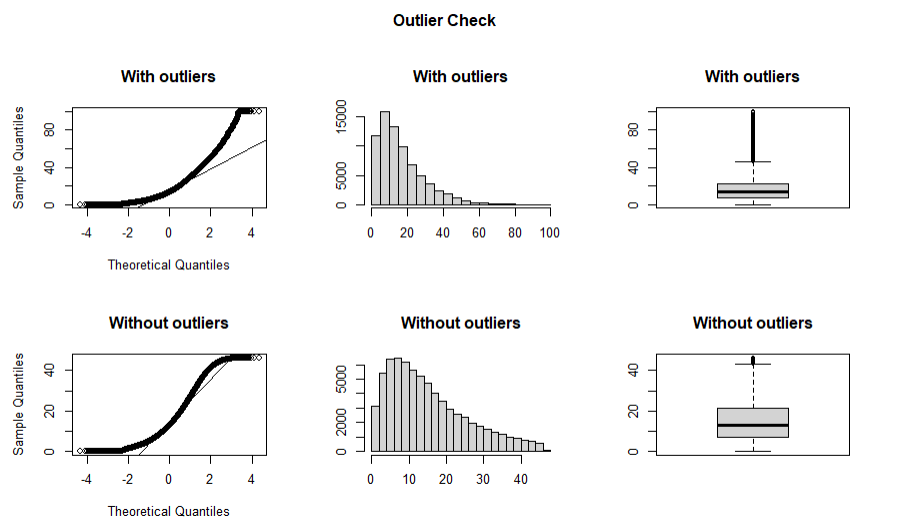 Outlier Check
With outliers
Sample Quantiles
0 40 80
-4 -2 0 2 4
Theoretical Quantiles
With outliers
0 5000 15000
0 20 40 60 80 100
With outliers
0 40 80
Without outliers
Sample Quantiles
0 20 40
-4 -2 0 2 4
Theoretical Quantiles
Without outliers
0 2000 5000
0 10 20 30 40
Without outliers
0 20 40